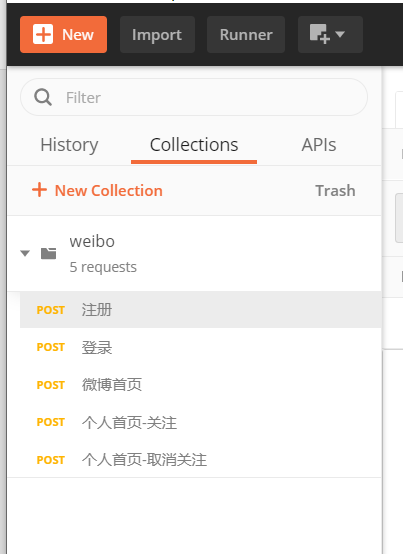 New Import Runner
Filter
History Collections APIs
+ New Collection Trash
weibo
5 requests
POST 注册
POST 登录
POST 微博首页
POST 个人首页-关注
POST 个人首页-取消关注